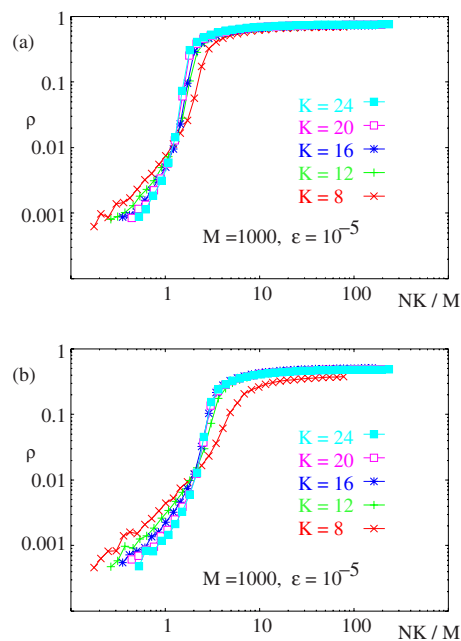 (a)
1
0.1
ρ
0.01
0.001
K = 24
K = 20
K = 16
K = 12
K = 8
M =1000, ε = 10⁻⁵
1 10 100
NK / M
(b)
1
0.1
ρ
0.01
0.001
K = 24
K = 20
K = 16
K = 12
K = 8
M =1000, ε = 10⁻⁵
1 10 100
NK / M